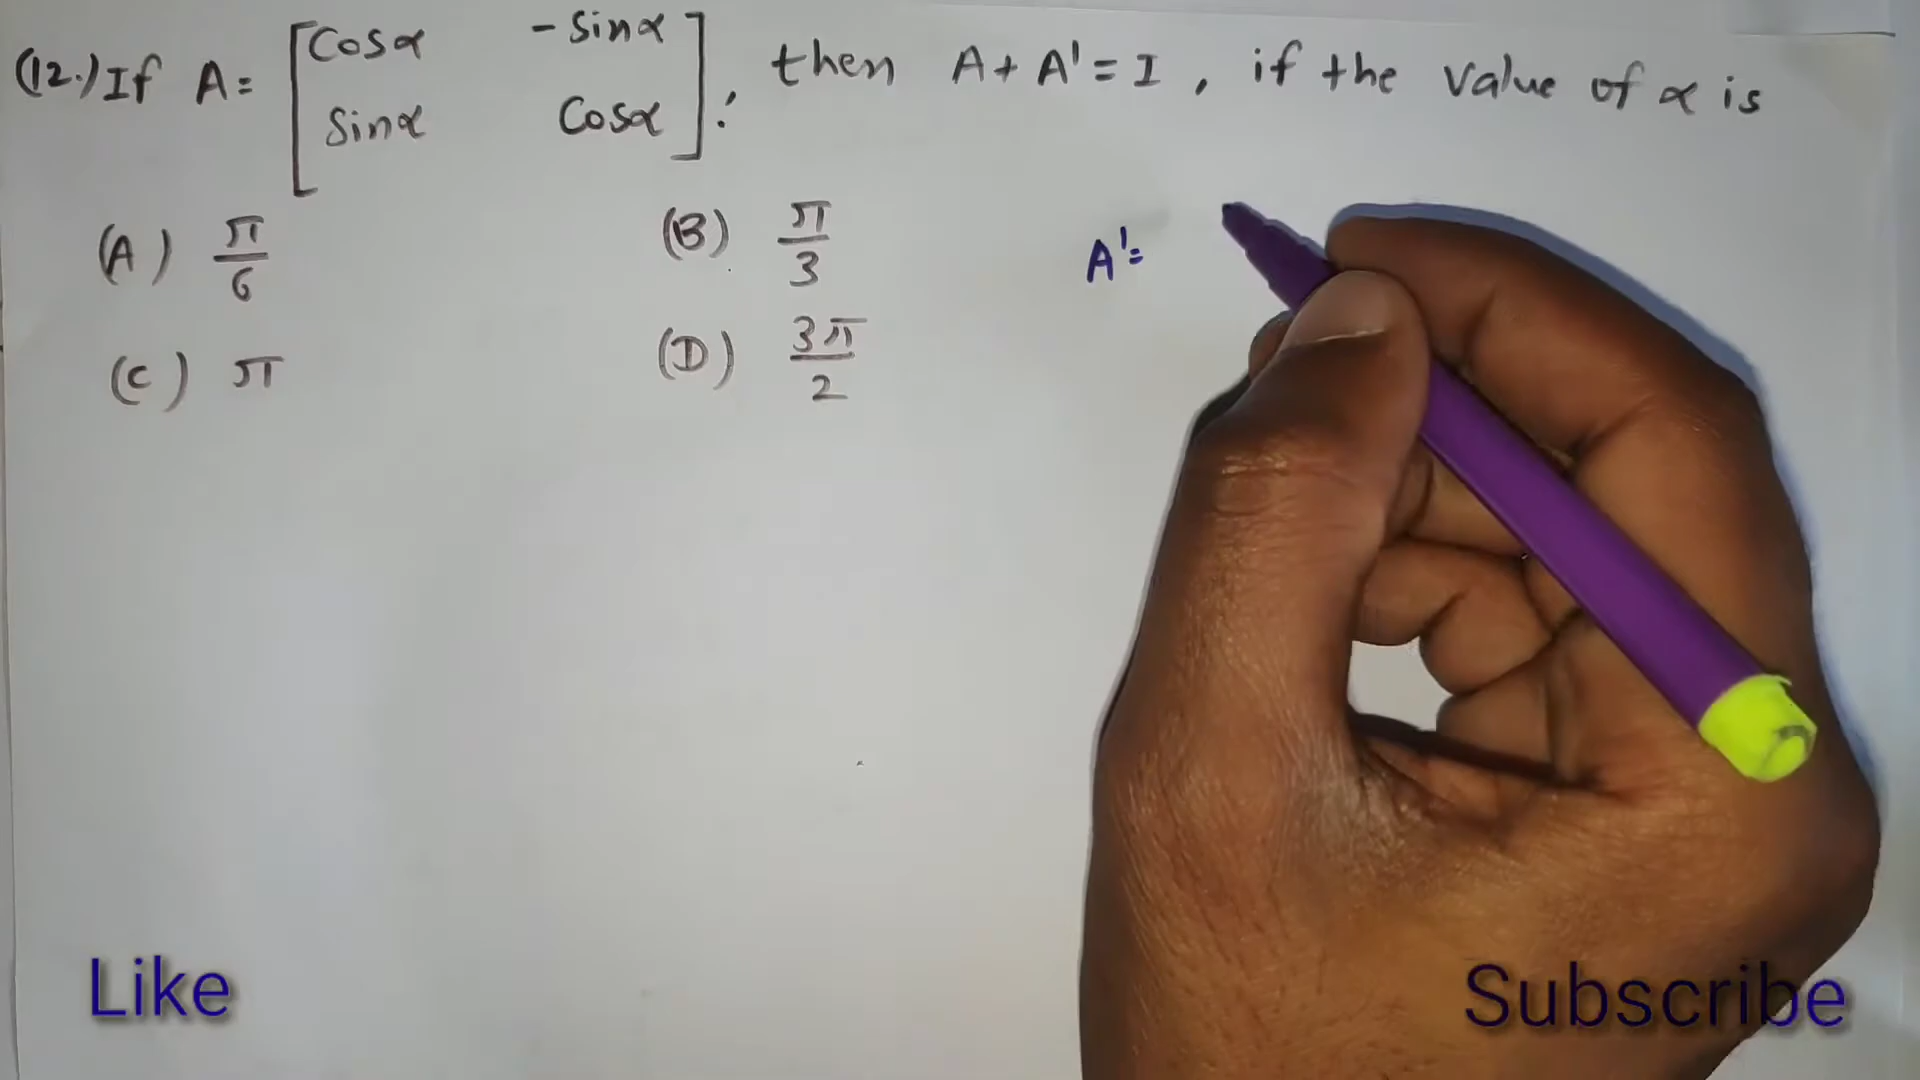 (12.) If A = [cosα -sinα
sinα cosα], then A + A' = I, if the value of α is
(A) π/6 (B) π/3
A' =
(C) π (D) 3π/2
Like Subscribe